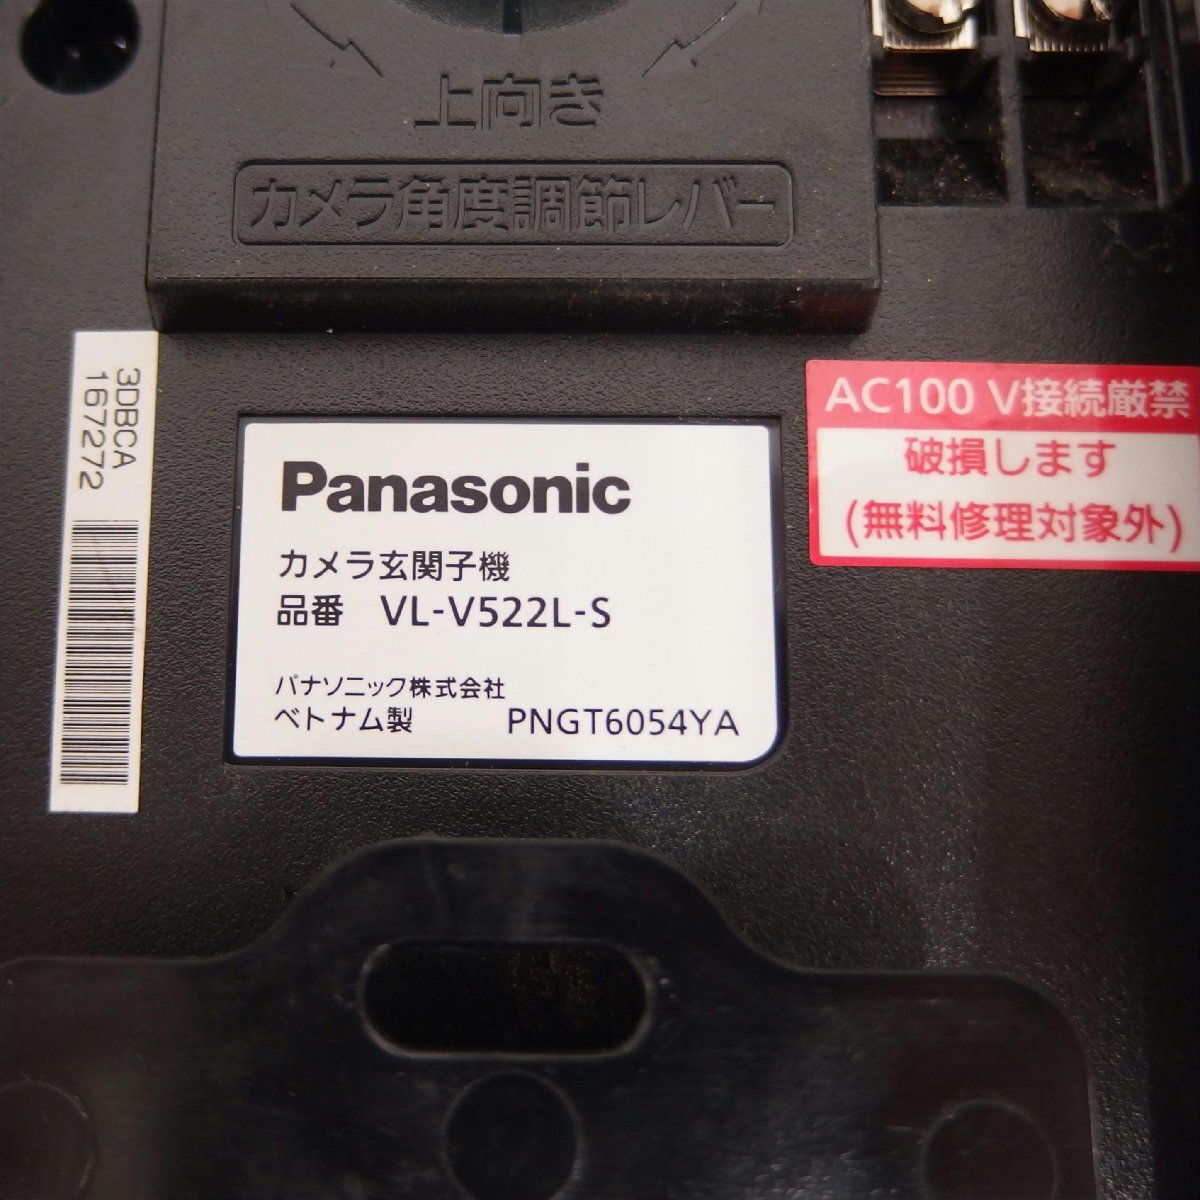 上向き
カメラ角度調節レバー
3DBCA
167272
Panasonic
カメラ玄関子機
品番 VL-V522L-S
パナソニック株式会社
ベトナム製 PNGT6054YA
AC100 V接続厳禁
破損します
(無料修理対象外)